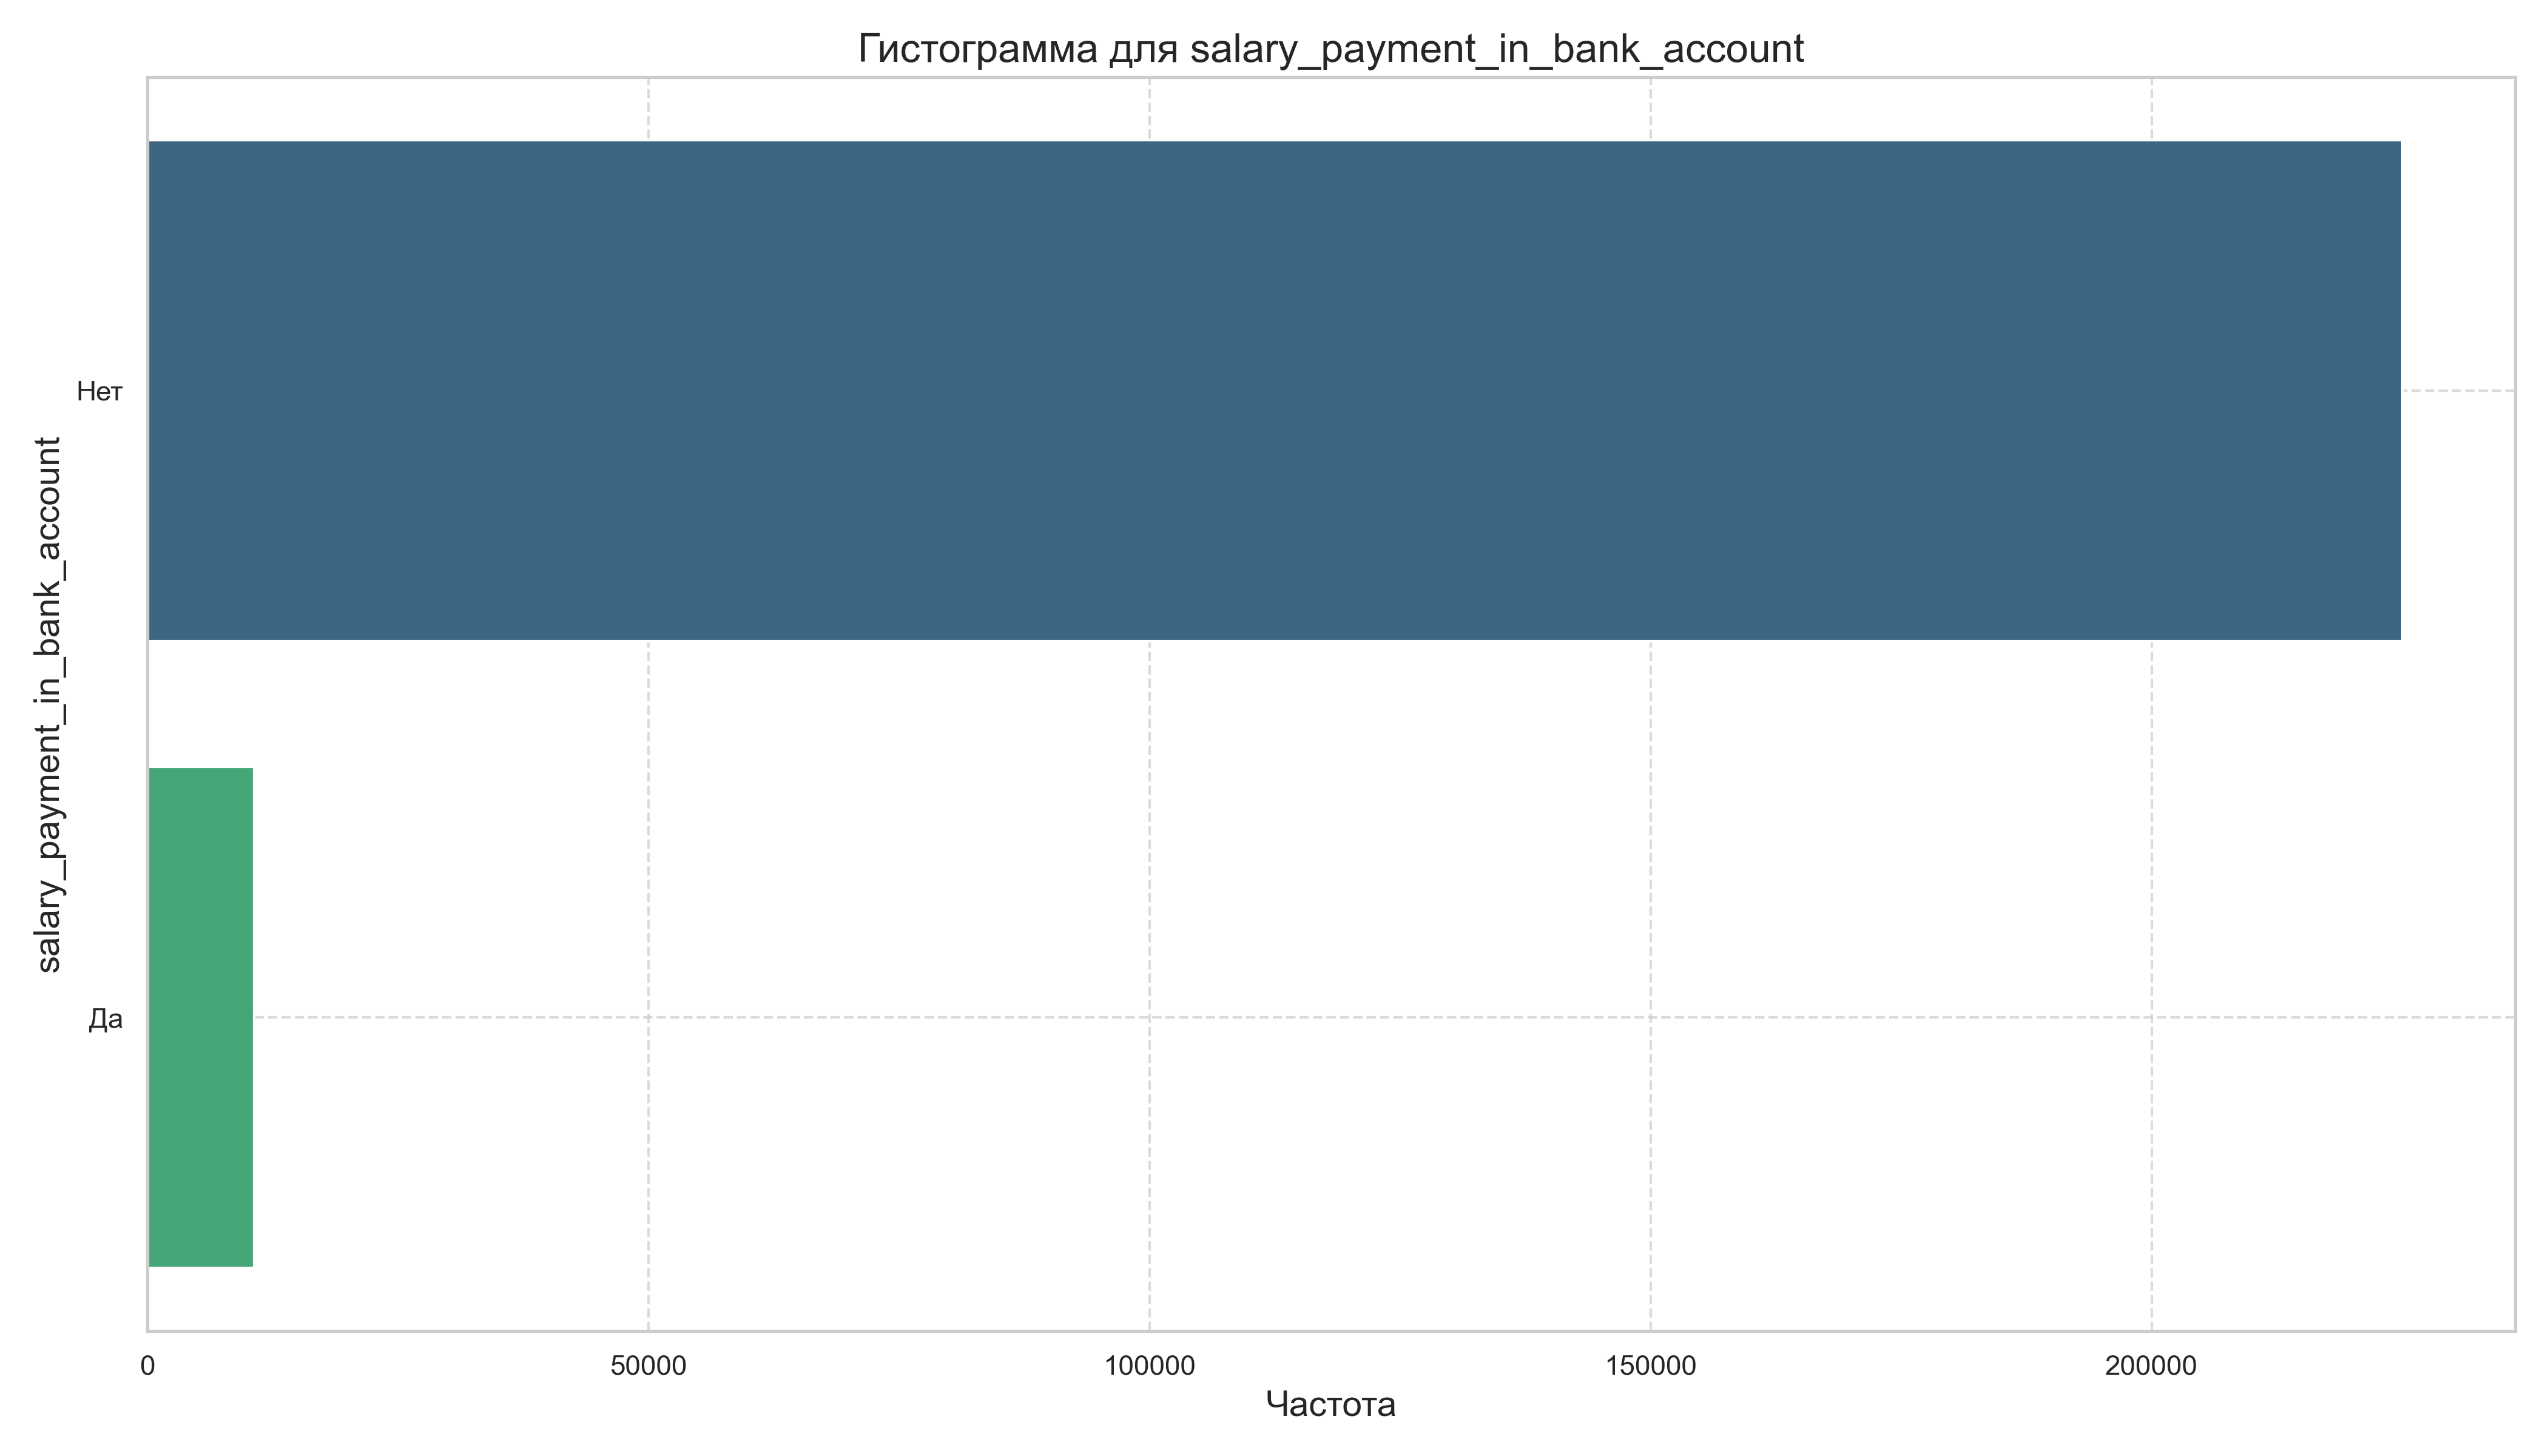 Гистограмма для salary_payment_in_bank_account
salary_payment_in_bank_account
Нет
Да
0 50000 100000 150000 200000
Частота